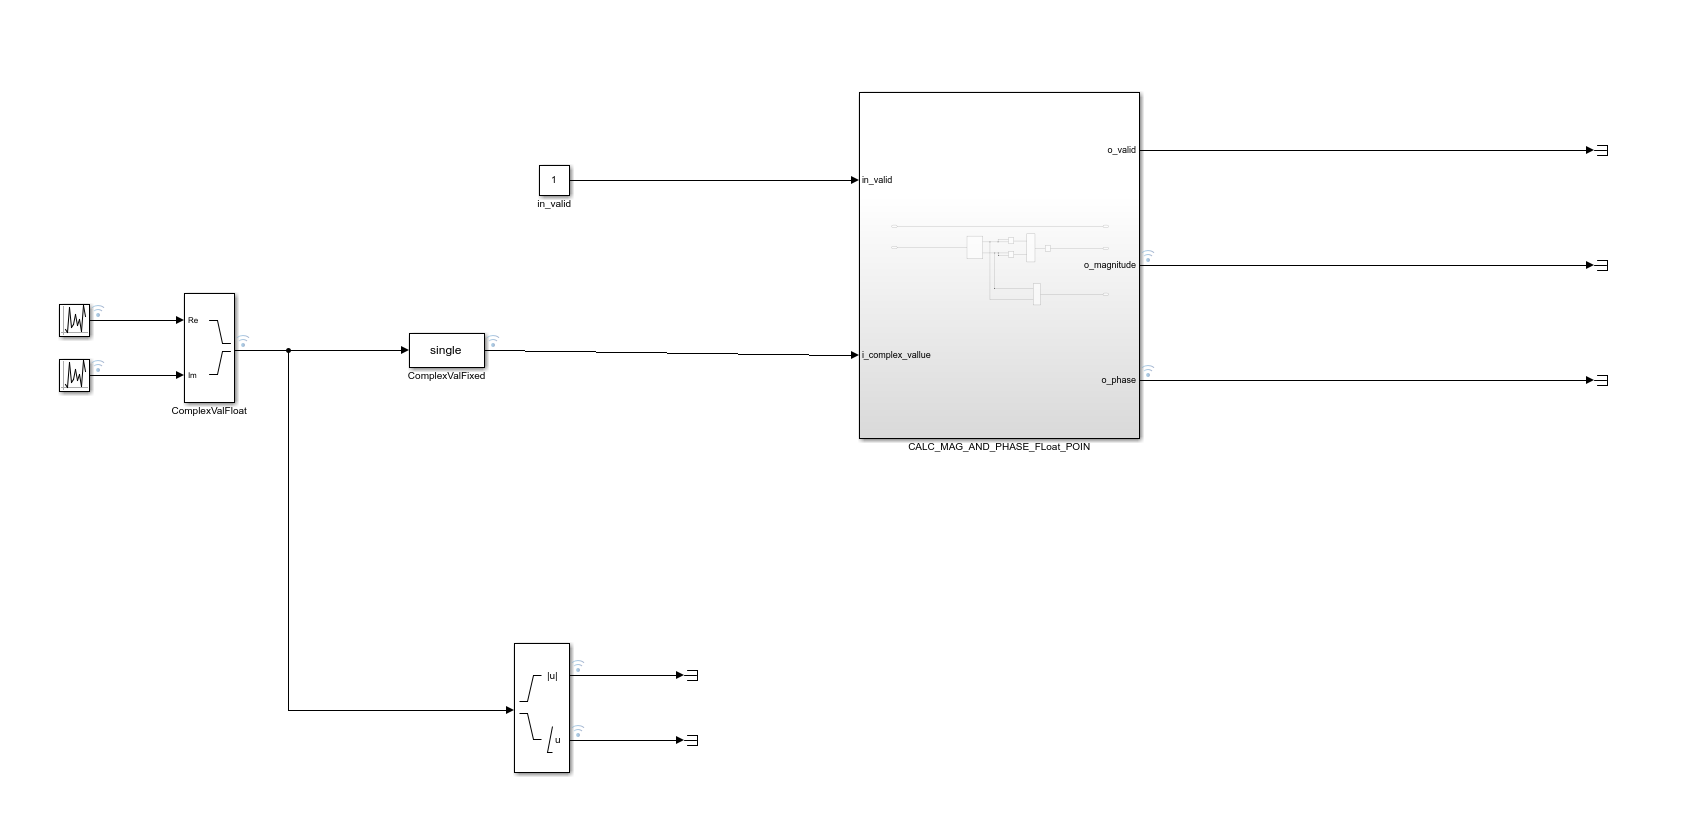 o_valid
1
in_valid
in_valid
o_magnitude
Re
single
ComplexValFixed
i_complex_vallue
Im
o_phase
ComplexValFloat
CALC_MAG_AND_PHASE_FLoat_POIN
|u|
u